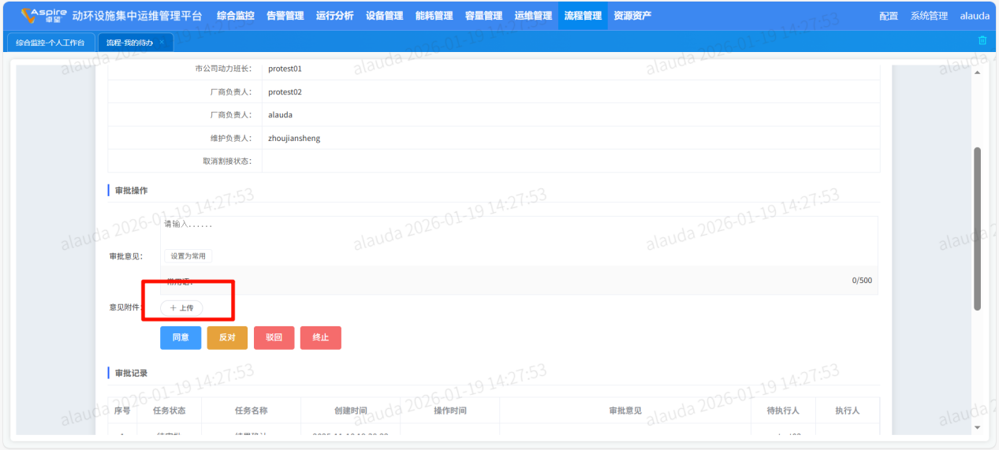 Aspire 卓望 动环设施集中运维管理平台 综合监控 告警管理 运行分析 设备管理 能耗管理 容量管理 运维管理 流程管理 资源资产 配置 系统管理 alauda
综合监控-个人工作台 流程-我的待办 ×
市公司动力班长： protest01
厂商负责人： protest02
厂商负责人： alauda
维护负责人： zhoujiansheng
取消割接状态：
审批操作
请输入......
审批意见： 设置为常用
常用语： 0/500
意见附件： + 上传
同意 反对 驳回 终止
审批记录
序号 任务状态 任务名称 创建时间 操作时间 审批意见 待执行人 执行人
alauda 2026-01-19 14:27:53